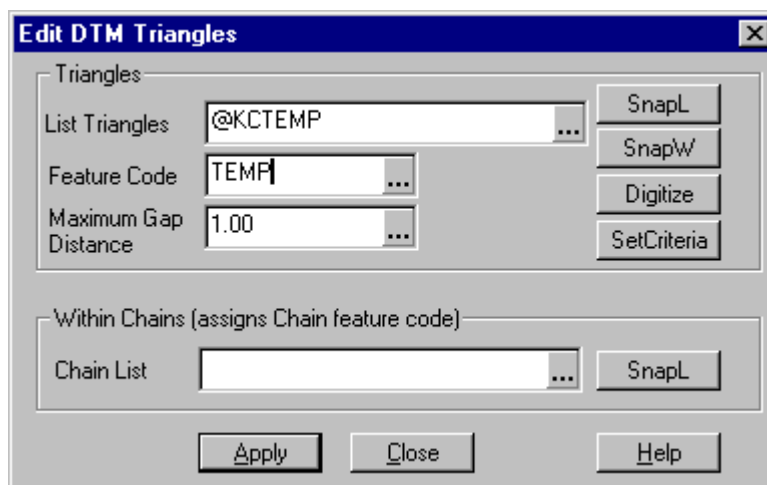 Edit DTM Triangles
Triangles
List Triangles @KCTEMP ... SnapL
SnapW
Feature Code TEMP ...
Digitize
Maximum Gap
Distance 1.00 ...
SetCriteria
Within Chains (assigns Chain feature code)
Chain List ... SnapL
Apply Close Help